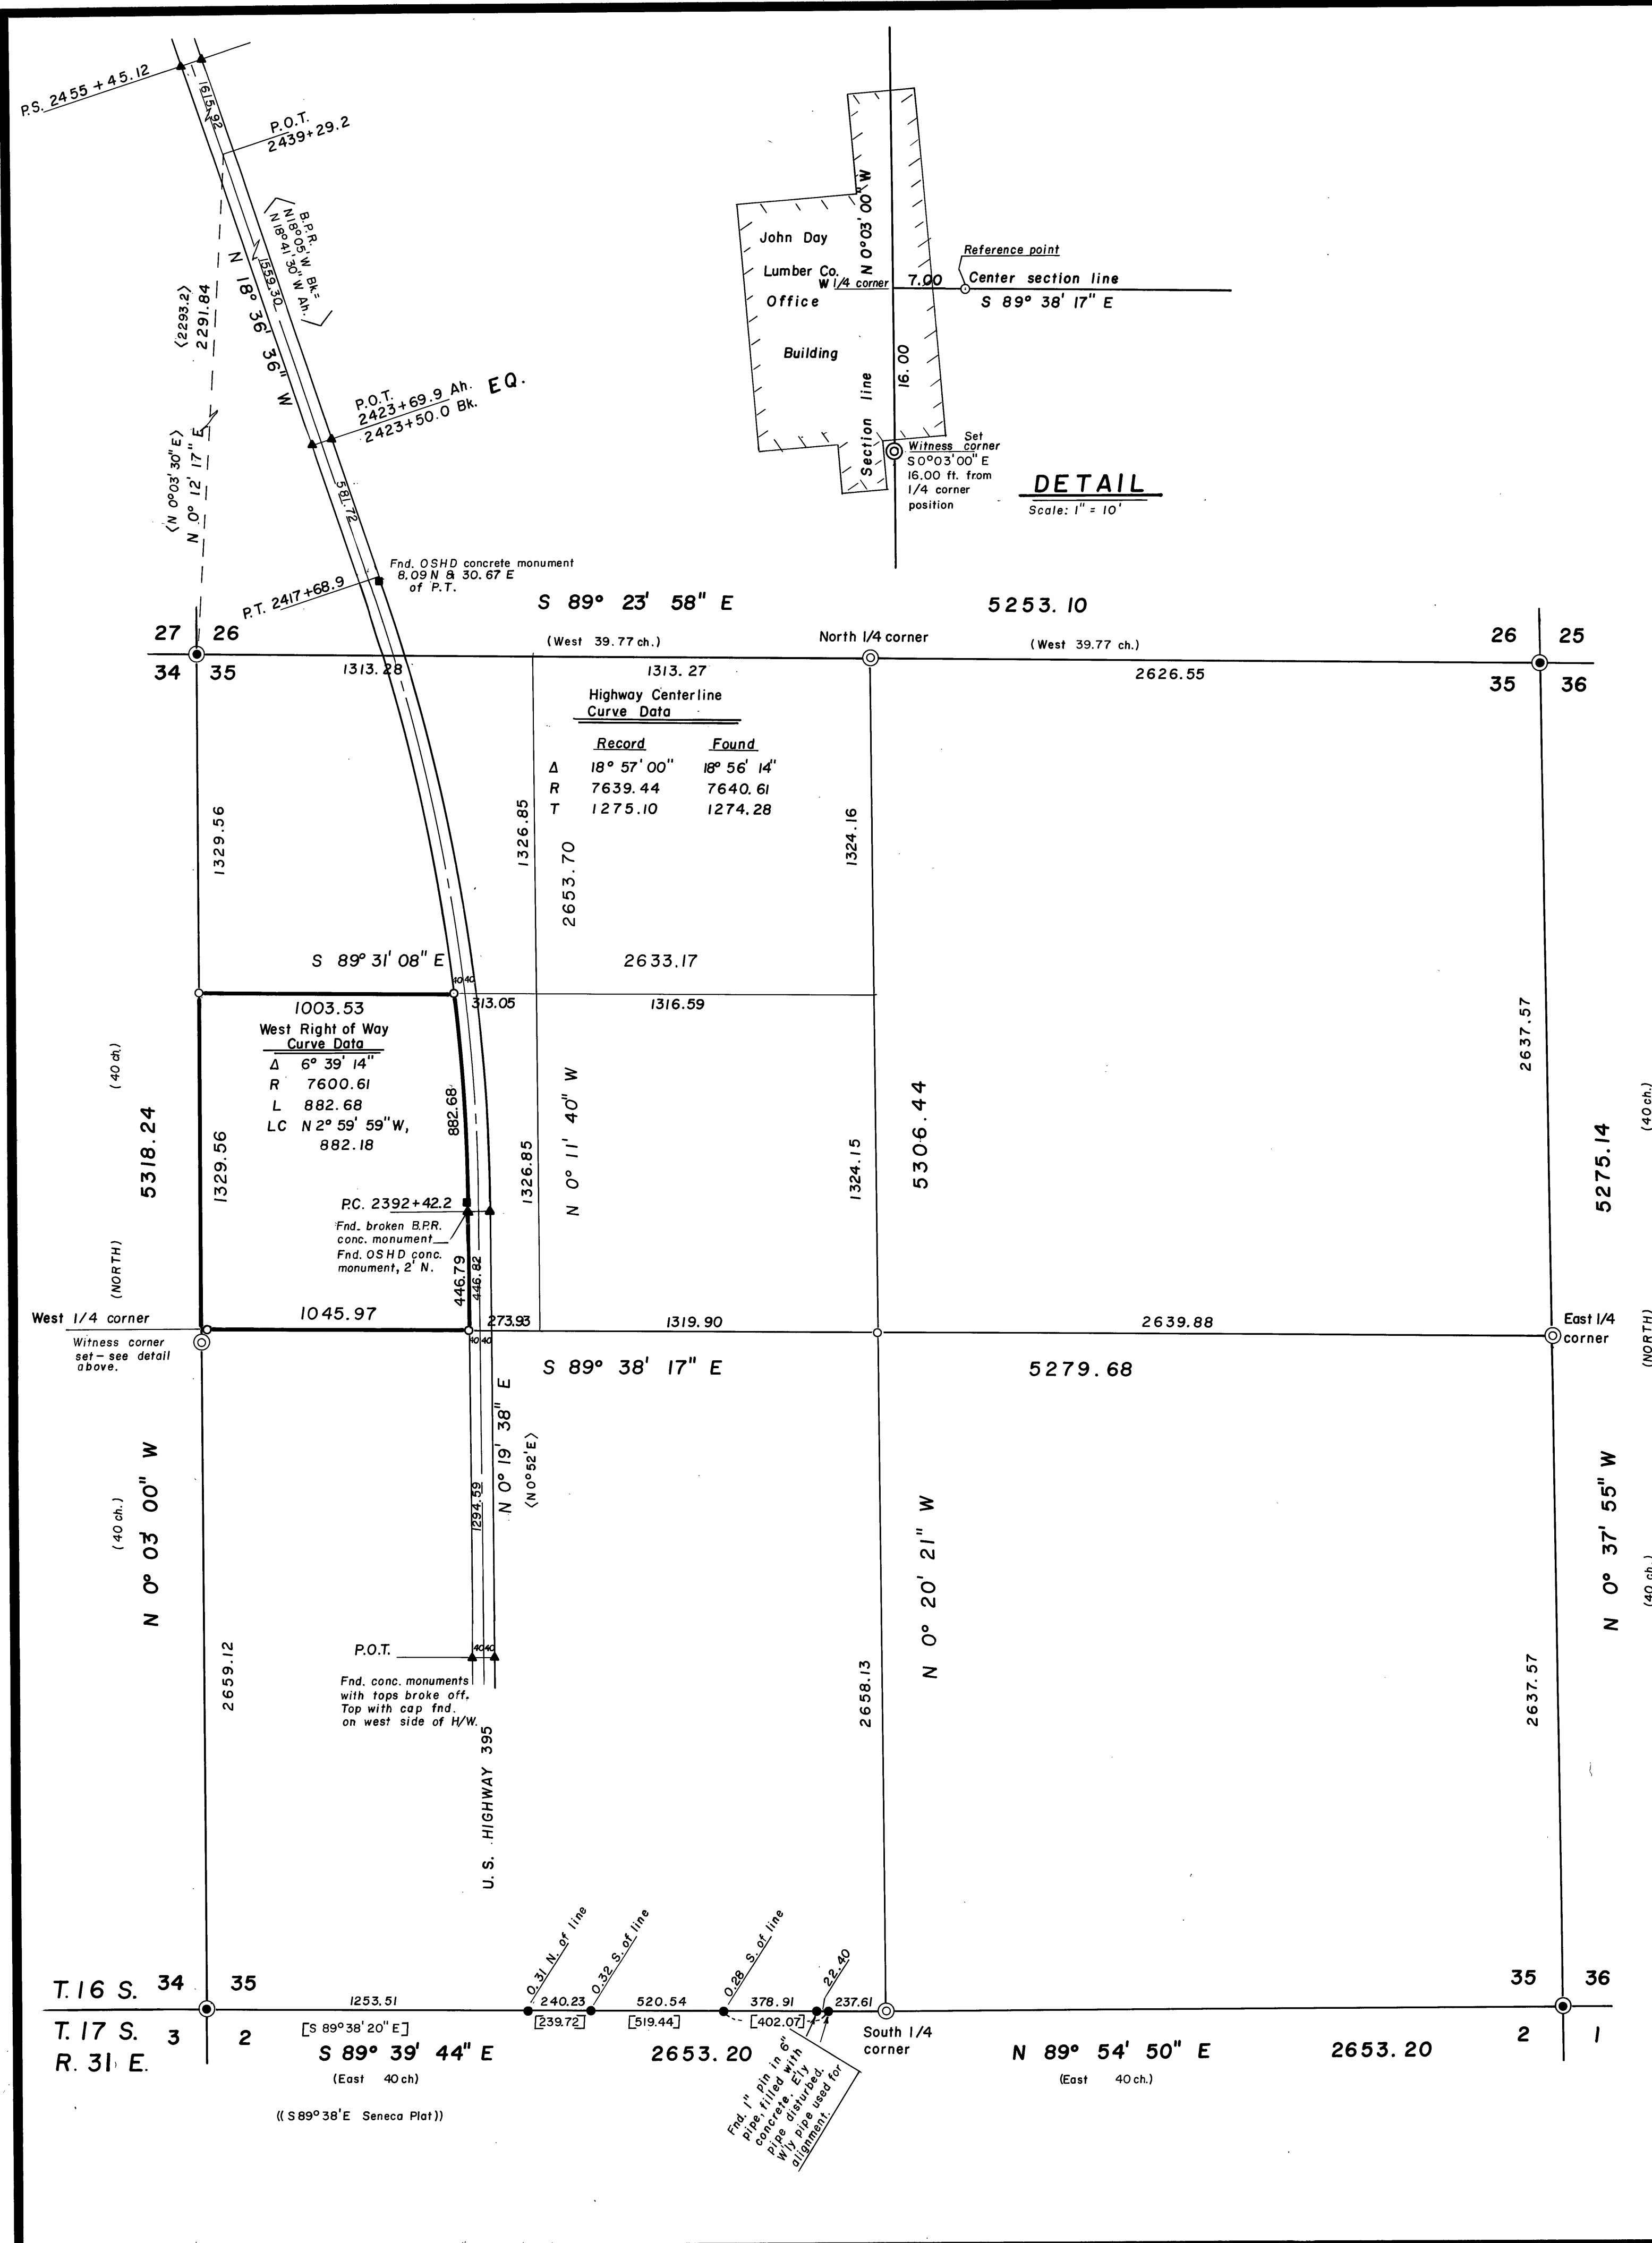 P.S. 2455 + 45.12
1615.92
P.O.T.
2439+29.2
B.P.R.
N18°05' W Bk.=
N18°41'30" W Ah.
1559.30
N 18° 36' 36" W
<2293.2>
2291.84
<N 0°03'30" E>
N 0° 12' 17" E
P.O.T.
2423+69.9 Ah. EQ.
2423+50.0 Bk.
581.72
Fnd. OSHD concrete monument
8.09 N & 30.67 E
of P.T.
P.T. 2417+68.9
John Day
Lumber Co.
Office
Building
N 0°03'00" W
W 1/4 corner
7.00
Reference point
Center section line
S 89° 38' 17" E
16.00
Section line
Set
Witness corner
S 0°03'00" E
16.00 ft. from
1/4 corner
position
DETAIL
Scale: 1" = 10'
S 89° 23' 58" E
5253.10
27 26
(West 39.77 ch.)
North 1/4 corner
(West 39.77 ch.)
26 25
34 35
1313.28
1313.27
2626.55
35 36
Highway Centerline
Curve Data
Record Found
Δ 18° 57' 00" 18° 56' 14"
R 7639.44 7640.61
T 1275.10 1274.28
1329.56
1326.85
2653.70
1324.16
S 89° 31' 08" E
2633.17
40 40
1003.53
313.05
1316.59
West Right of Way
Curve Data
Δ 6° 39' 14"
R 7600.61
L 882.68
LC N 2° 59' 59" W,
882.18
882.68
(40 ch.)
5318.24
(NORTH)
1329.56
1326.85
N 0° 11' 40" W
1324.15
5306.44
2637.57
(40 ch.)
5275.14
(NORTH)
P.C. 2392+42.2
Fnd. broken B.P.R.
conc. monument
Fnd. OSHD conc.
monument, 2' N.
446.79
446.82
West 1/4 corner
1045.97
273.93
1319.90
2639.88
East 1/4
corner
Witness corner
set - see detail
above.
40 40
S 89° 38' 17" E
5279.68
N 0° 19' 38" E
<N 0°52' E>
1294.59
(40 ch.)
N 0° 03' 00" W
2659.12
N 0° 20' 21" W
2658.13
N 0° 37' 55" W
(40 ch.)
2637.57
P.O.T.
40 40
Fnd. conc. monuments
with tops broke off.
Top with cap fnd.
on west side of H/W.
U.S. HIGHWAY 395
0.31 N. of line
0.32 S. of line
0.28 S. of line
22.40
T. 16 S. 34 35
1253.51
240.23
520.54
378.91
237.61
35 36
T. 17 S. 3 2
[S 89°38'20" E]
[239.72]
[519.44]
[402.07]
South 1/4
corner
2 1
R. 31 E.
S 89° 39' 44" E
2653.20
N 89° 54' 50" E
2653.20
(East 40 ch)
(East 40 ch.)
((S 89°38'E Seneca Plat))
Fnd. 1" pin in 6"
pipe, filled with
concrete. E'ly
pipe disturbed.
W'ly pipe used for
alignment.